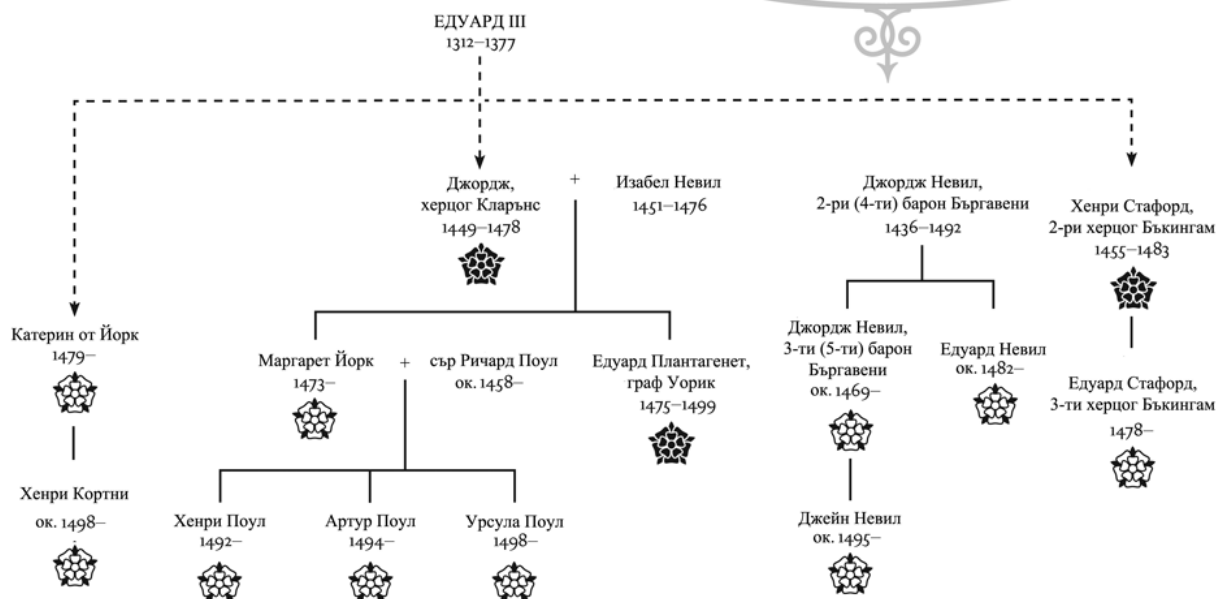 ЕДУАРД III
1312–1377
Джордж,
херцог Кларънс
1449–1478
+
Изабел Невил
1451–1476
Джордж Невил,
2-ри (4-ти) барон Бъргавени
1436–1492
Хенри Стафорд,
2-ри херцог Бъкингам
1455–1483
Катерин от Йорк
1479–
Маргарет Йорк
1473–
+
сър Ричард Поул
ок. 1458–
Едуард Плантагенет,
граф Уорик
1475–1499
Джордж Невил,
3-ти (5-ти) барон
Бъргавени
ок. 1469–
Едуард Невил
ок. 1482–
Едуард Стафорд,
3-ти херцог Бъкингам
1478–
Хенри Кортни
ок. 1498–
Хенри Поул
1492–
Артур Поул
1494–
Урсула Поул
1498–
Джейн Невил
ок. 1495–